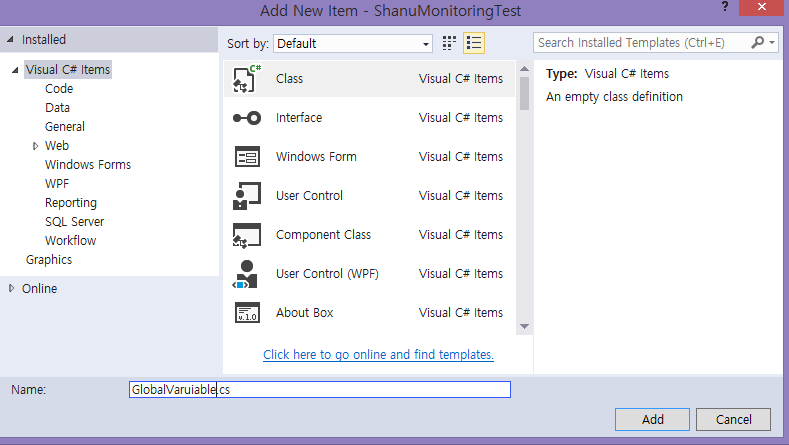 Add New Item - ShanuMonitoringTest
? ×
Installed
Sort by: Default
Search Installed Templates (Ctrl+E)
Visual C# Items
Code
Data
General
Web
Windows Forms
WPF
Reporting
SQL Server
Workflow
Graphics
Online
C#
Class Visual C# Items
Interface Visual C# Items
Windows Form Visual C# Items
User Control Visual C# Items
Component Class Visual C# Items
User Control (WPF) Visual C# Items
v.1.0
About Box Visual C# Items
Click here to go online and find templates.
Type: Visual C# Items
An empty class definition
Name: GlobalVaruiable.cs
Add Cancel